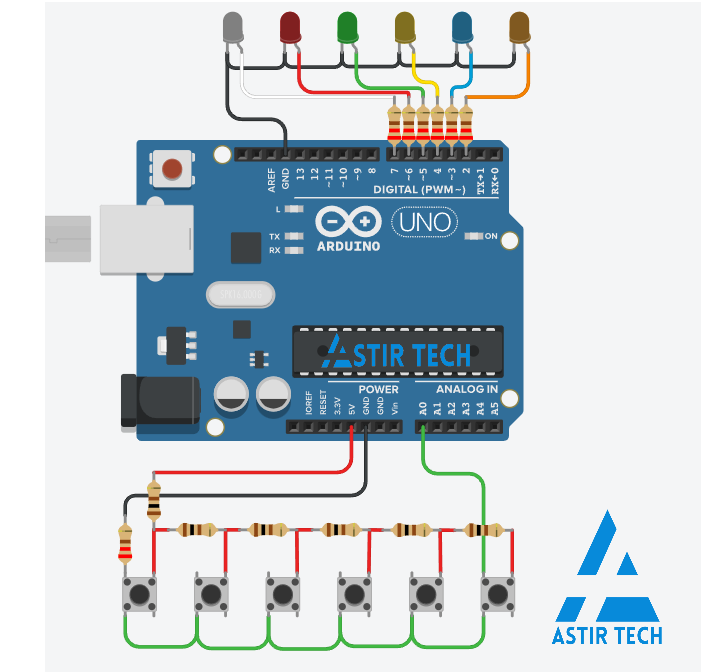 AREF
GND
13
12
~11
~10
~9
8
7
~6
~5
4
~3
2
TX→1
RX←0
DIGITAL (PWM~)
L
TX
RX
ARDUINO
UNO
ON
ASTIR TECH
POWER
ANALOG IN
IOREF
RESET
3.3V
5V
GND
GND
Vin
A0
A1
A2
A3
A4
A5
ASTIR TECH